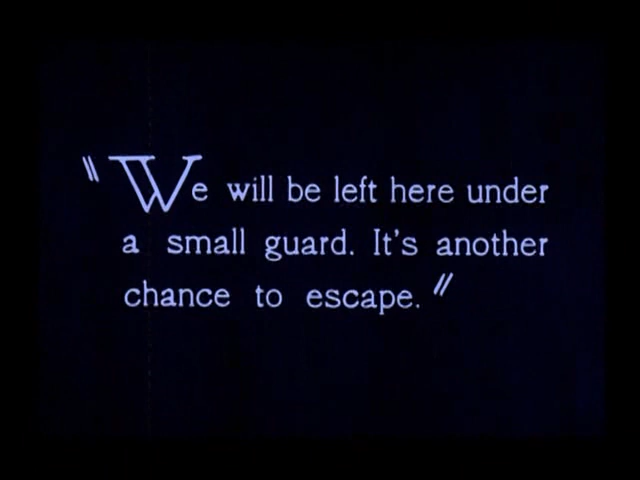 "We will be left here under
a small guard. It's another
chance to escape."